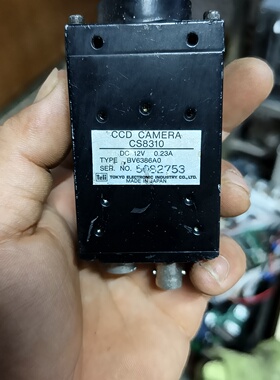 CCD CAMERA
CS8310
DC 12V 0.23A
TYPE BV6386A0
SER. NO. 5082753
TOKYO ELECTRONIC INDUSTRY CO., LTD.
MADE IN JAPAN